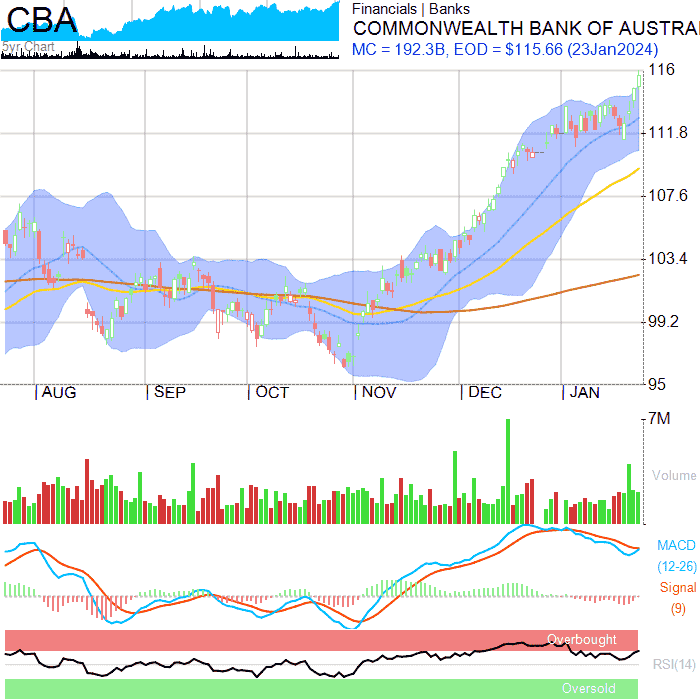 CBA
5yr Chart
Financials | Banks
COMMONWEALTH BANK OF AUSTRA
MC = 192.3B, EOD = $115.66 (23Jan2024)
116
111.8
107.6
103.4
99.2
95
AUG SEP OCT NOV DEC JAN
7M
Volume
MACD
(12-26)
Signal
(9)
Overbought
RSI(14)
Oversold